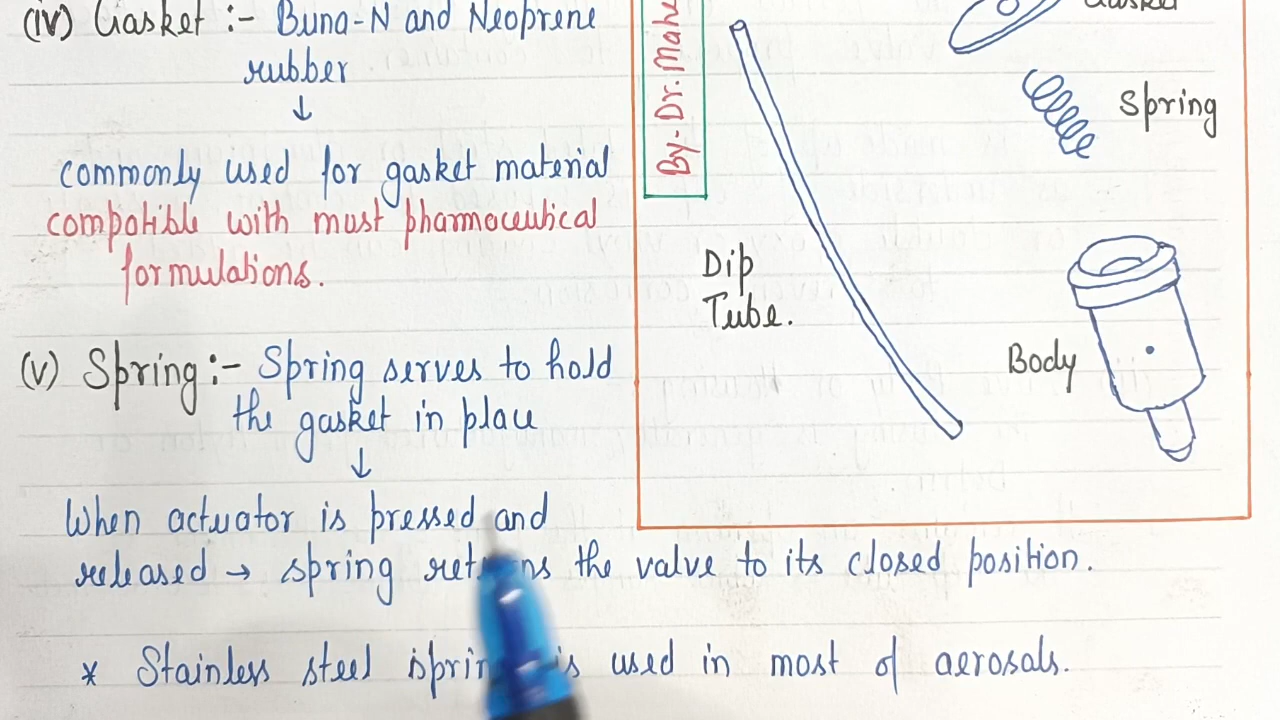 (iv) Gasket :- Buna-N and Neoprene
rubber
↓
commonly used for gasket material
compatible with most pharmaceutical
formulations.
(v) Spring :- Spring serves to hold
the gasket in place
↓
When actuator is pressed and
released → spring returns the valve to its closed position.
* Stainless steel spring is used in most of aerosols.
By-Dr. Mahe
Gasket
Spring
Dip
Tube.
Body